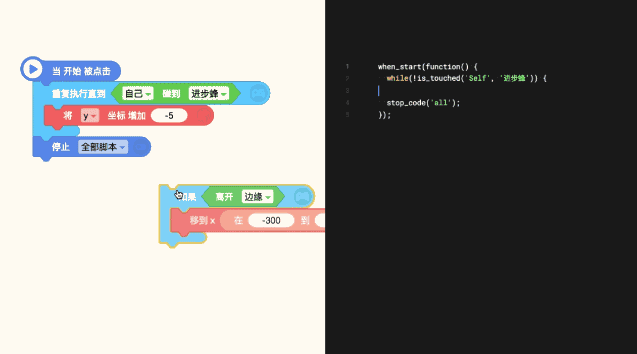 当 开始 被点击
重复执行直到 自己 碰到 进步蜂
将 y 坐标 增加 -5
停止 全部脚本
如果 离开 边缘
移到 x 在 -300 到
1 when_start(function() {
2 while(!is_touched('Self', '进步蜂')) {
3
4 stop_code('all');
5 });